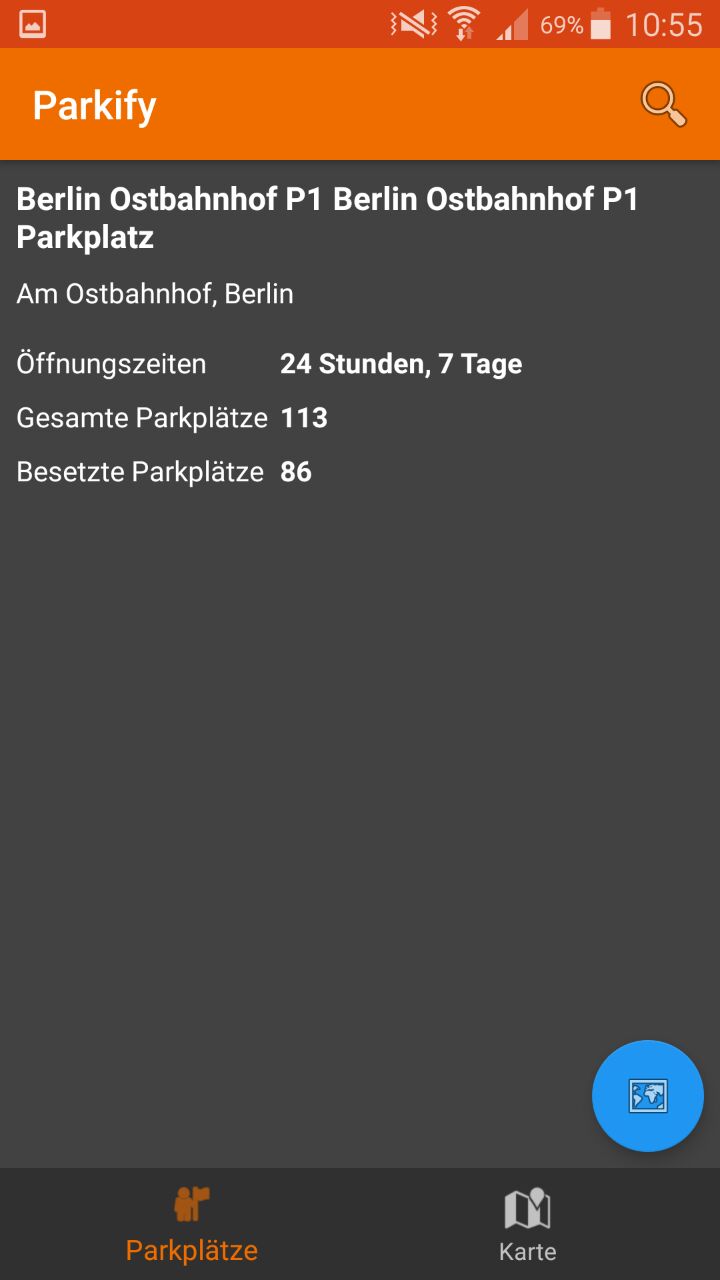 69% 10:55
Parkify
Berlin Ostbahnhof P1 Berlin Ostbahnhof P1
Parkplatz
Am Ostbahnhof, Berlin
Öffnungszeiten 24 Stunden, 7 Tage
Gesamte Parkplätze 113
Besetzte Parkplätze 86
Parkplätze Karte